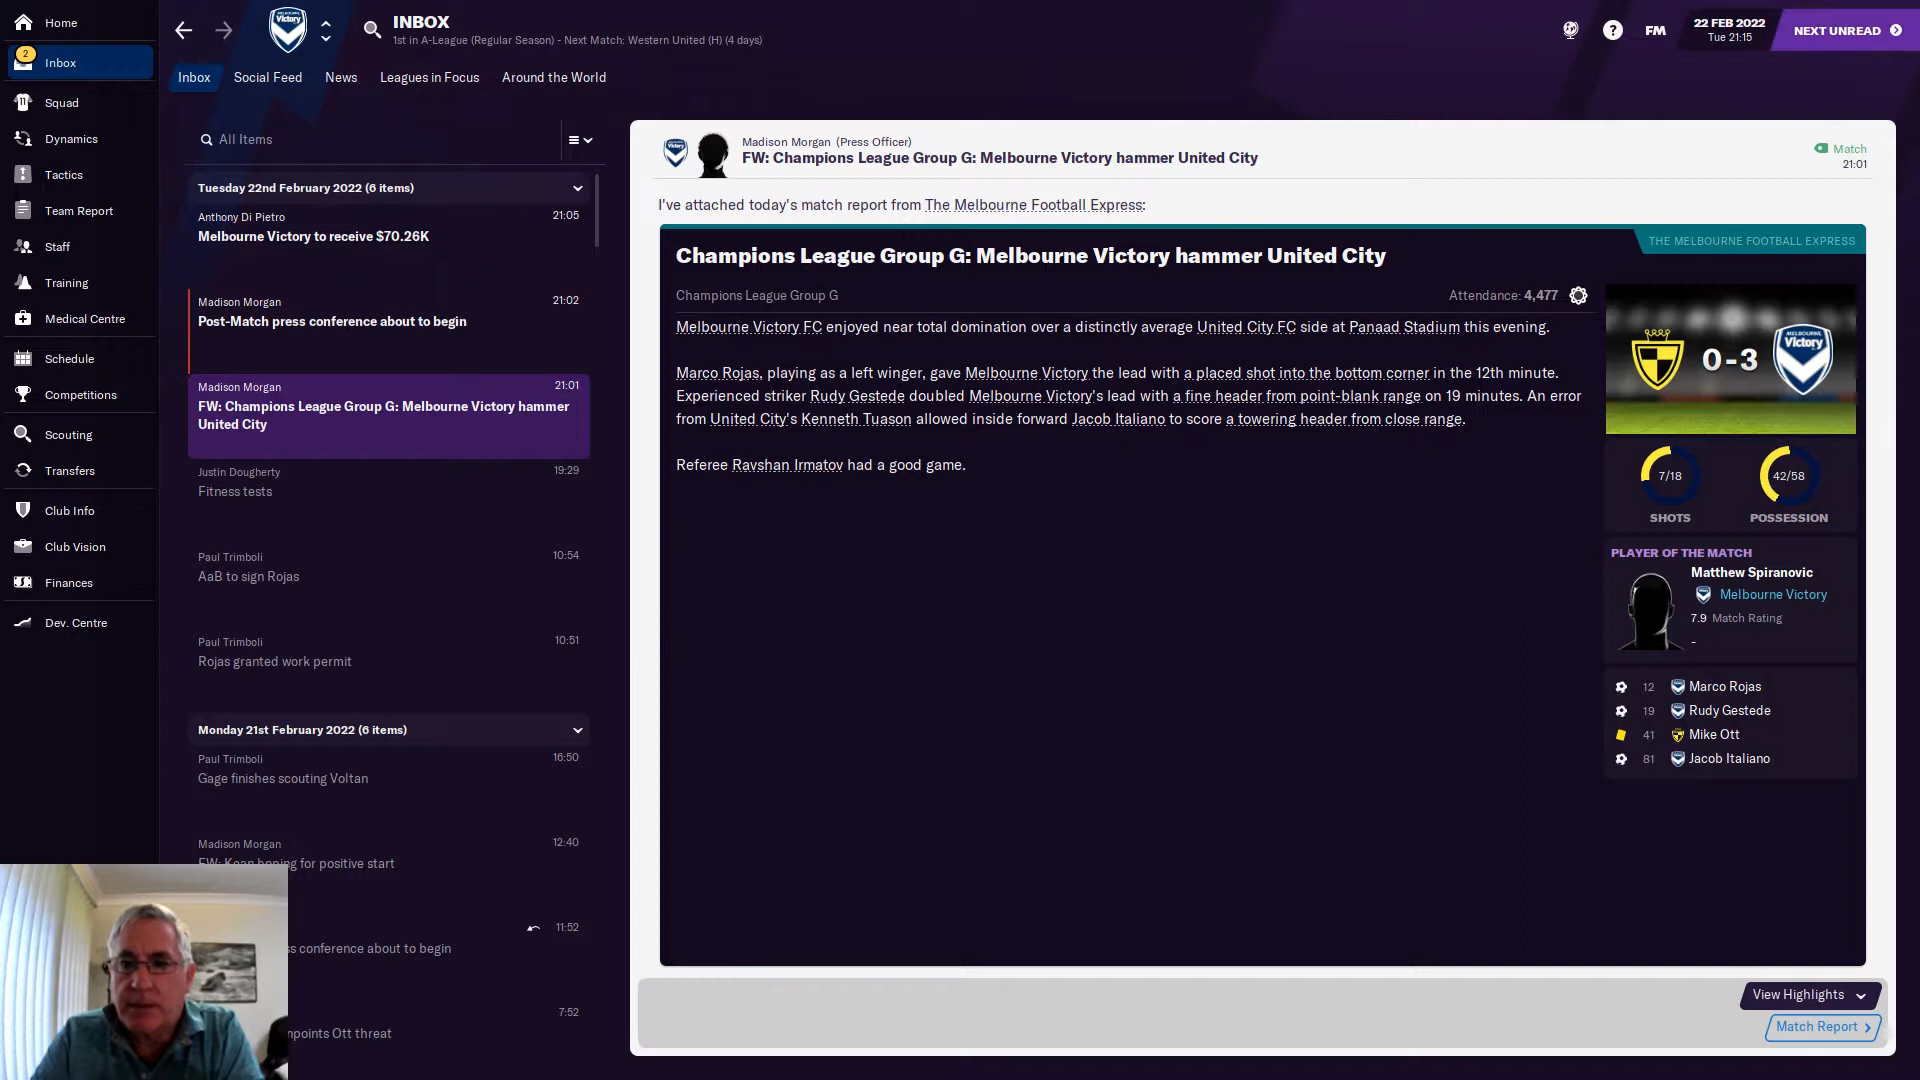 Home
2
Inbox
Squad
Dynamics
Tactics
Team Report
Staff
Training
Medical Centre
Schedule
Competitions
Scouting
Transfers
Club Info
Club Vision
Finances
Dev. Centre
INBOX
1st in A-League (Regular Season) - Next Match: Western United (H) (4 days)
FM
22 FEB 2022
Tue 21:15
NEXT UNREAD
Inbox Social Feed News Leagues in Focus Around the World
All Items
Tuesday 22nd February 2022 (6 items)
Anthony Di Pietro 21:05
Melbourne Victory to receive $70.26K
Madison Morgan 21:02
Post-Match press conference about to begin
Madison Morgan 21:01
FW: Champions League Group G: Melbourne Victory hammer
United City
Justin Dougherty 19:29
Fitness tests
Paul Trimboli 10:54
AaB to sign Rojas
Paul Trimboli 10:51
Rojas granted work permit
Monday 21st February 2022 (6 items)
Paul Trimboli 16:50
Gage finishes scouting Voltan
Madison Morgan 12:40
FW: Koan hoping for positive start
11:52
ss conference about to begin
7:52
npoints Ott threat
Madison Morgan (Press Officer)
FW: Champions League Group G: Melbourne Victory hammer United City
Match
21:01
I've attached today's match report from The Melbourne Football Express:
THE MELBOURNE FOOTBALL EXPRESS
Champions League Group G: Melbourne Victory hammer United City
Champions League Group G Attendance: 4,477
Melbourne Victory FC enjoyed near total domination over a distinctly average United City FC side at Panaad Stadium this evening.
Marco Rojas, playing as a left winger, gave Melbourne Victory the lead with a placed shot into the bottom corner in the 12th minute.
Experienced striker Rudy Gestede doubled Melbourne Victory's lead with a fine header from point-blank range on 19 minutes. An error
from United City's Kenneth Tuason allowed inside forward Jacob Italiano to score a towering header from close range.
Referee Ravshan Irmatov had a good game.
0-3
7/18
SHOTS
42/58
POSSESSION
PLAYER OF THE MATCH
Matthew Spiranovic
Melbourne Victory
7.9 Match Rating
-
12 Marco Rojas
19 Rudy Gestede
41 Mike Ott
81 Jacob Italiano
View Highlights
Match Report